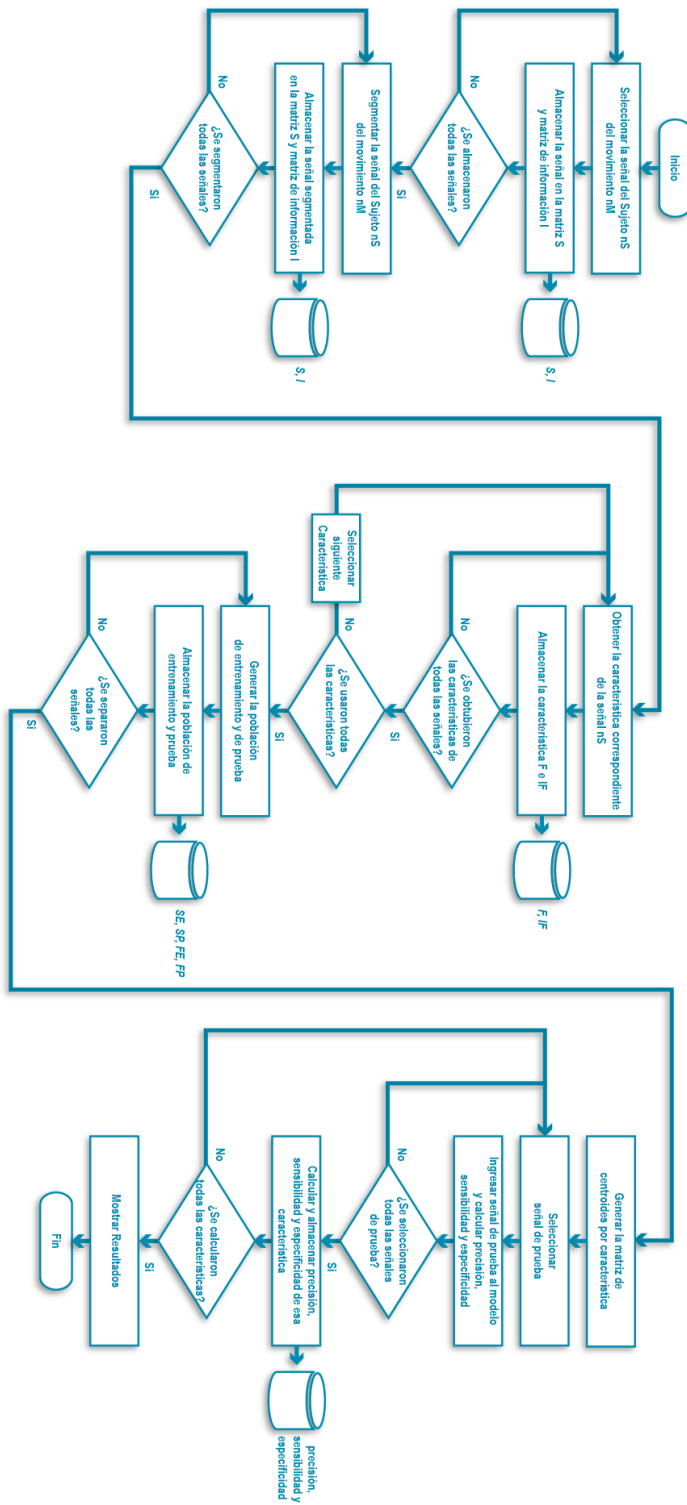 Inicio
Seleccionar la señal del Sujeto nS
del movimiento nM
Almacenar la señal en la matriz S
y matriz de información I
S, I
¿Se almacenaron
todas las señales?
No
Si
Segmentar la señal del Sujeto nS
del movimiento nM
Almacenar la señal segmentada
en la matriz S y matriz de información I
S, I
¿Se segmentaron
todas las señales?
No
Si
Obtener la característica correspondiente
de la señal nS
Almacenar la característica F e IF
F, IF
¿Se obtubieron
las características de
todas las señales?
No
Si
¿Se usaron todas
las características?
No
Seleccionar
siguiente
Característica
Si
Generar la población
de entrenamiento y de prueba
Almacenar la población de
entrenamiento y prueba
SE, SP, FE, FP
¿Se separaron
todas las
señales?
No
Si
Generar la matriz de
centroides por característica
Seleccionar
señal de prueba
Ingresar señal de prueba al modelo
y calcular precisión,
sensibilidad y especificidad
¿Se seleccionaron
todas las señales
de prueba?
No
Si
Calcular y almacenar precisión,
sensibilidad y especificidad de esa
característica
precisión,
sensibilidad y
especificidad
¿Se calcularon
todas las características?
No
Si
Mostrar Resultados
Fin